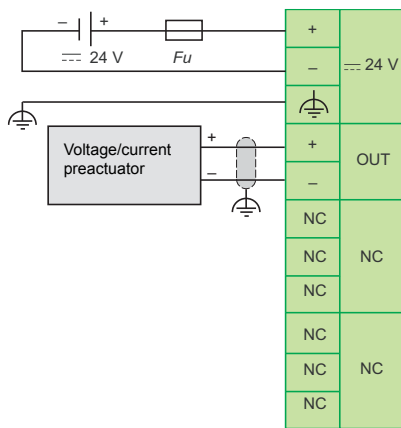 – + +
⎓ 24 V Fu – ⎓ 24 V
Voltage/current
preactuator
+ + OUT
– –
NC
NC NC
NC
NC
NC NC
NC